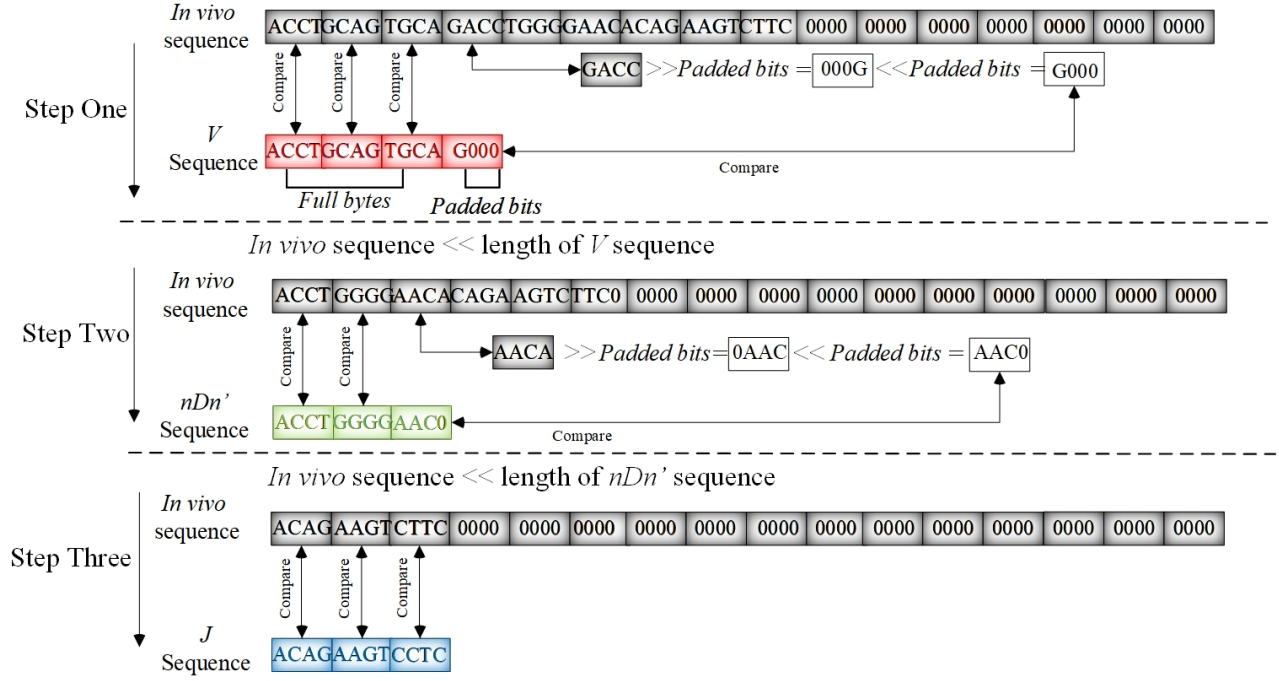 In vivo
sequence
ACCT GCAG TGCA GACC TGGG GAAC ACAG AAGT CTTC 0000 0000 0000 0000 0000 0000 0000
Compare
Compare
Compare
GACC >>Padded bits = 000G <<Padded bits = G000
Step One
V
Sequence
ACCT GCAG TGCA G000
Compare
Full bytes
Padded bits
In vivo sequence << length of V sequence
In vivo
sequence
ACCT GGGG AACA CAGA AGTC TTC0 0000 0000 0000 0000 0000 0000 0000 0000 0000 0000
Step Two
Compare
Compare
AACA >>Padded bits= 0AAC << Padded bits = AAC0
nDn’
Sequence
ACCT GGGG AAC0
Compare
In vivo sequence << length of nDn’ sequence
In vivo
sequence
ACAG AAGT CTTC 0000 0000 0000 0000 0000 0000 0000 0000 0000 0000 0000 0000 0000
Step Three
Compare
Compare
Compare
J
Sequence
ACAG AAGT CCTC